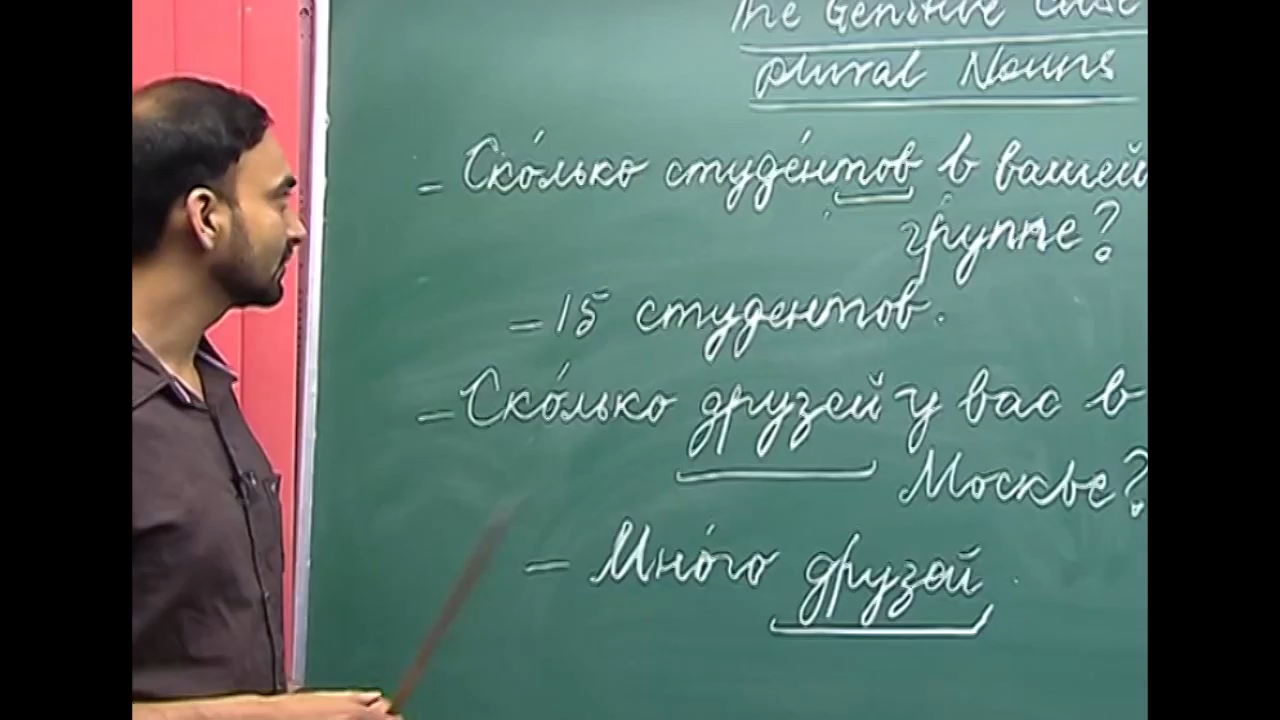 The Genitive Case
plural Nouns
- Ско́лько студе́нтов в вашей
группе?
- 15 студентов.
- Ско́лько друзей у вас в
Москве?
- Мно́го друзей.